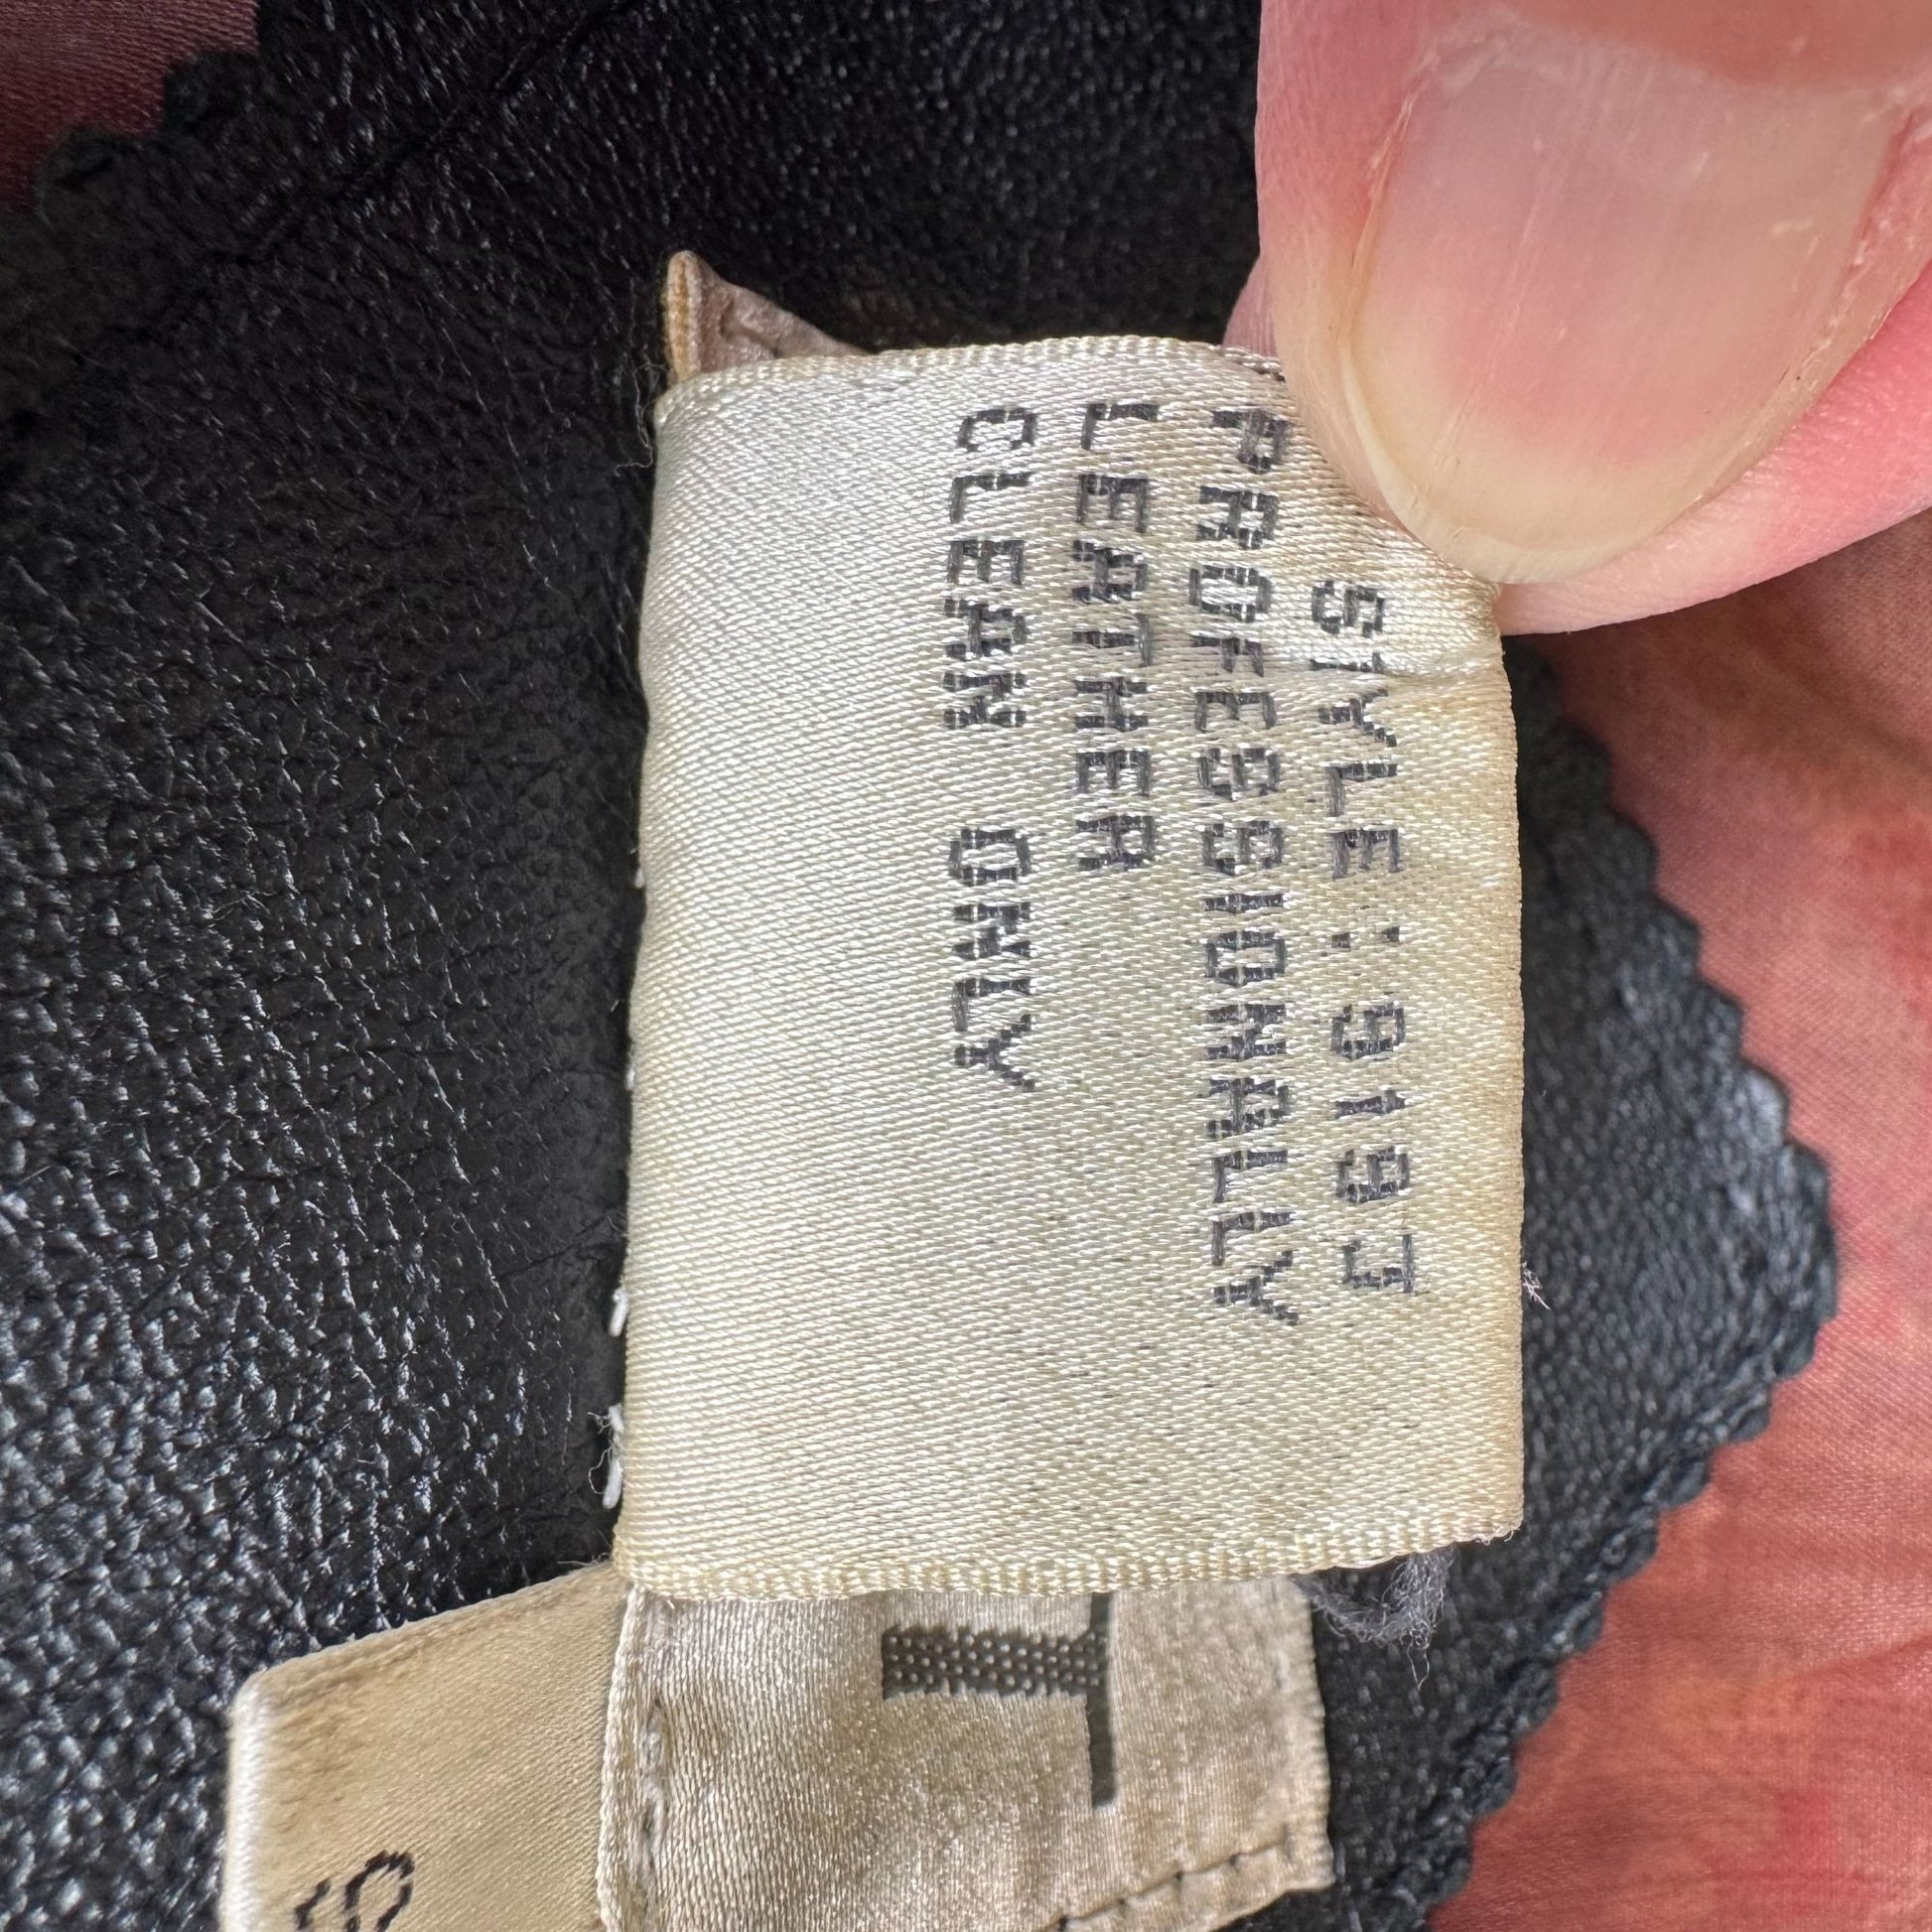 STYLE: 9193
PROFESSIONALLY
LEATHER
CLEAN ONLY
T
S